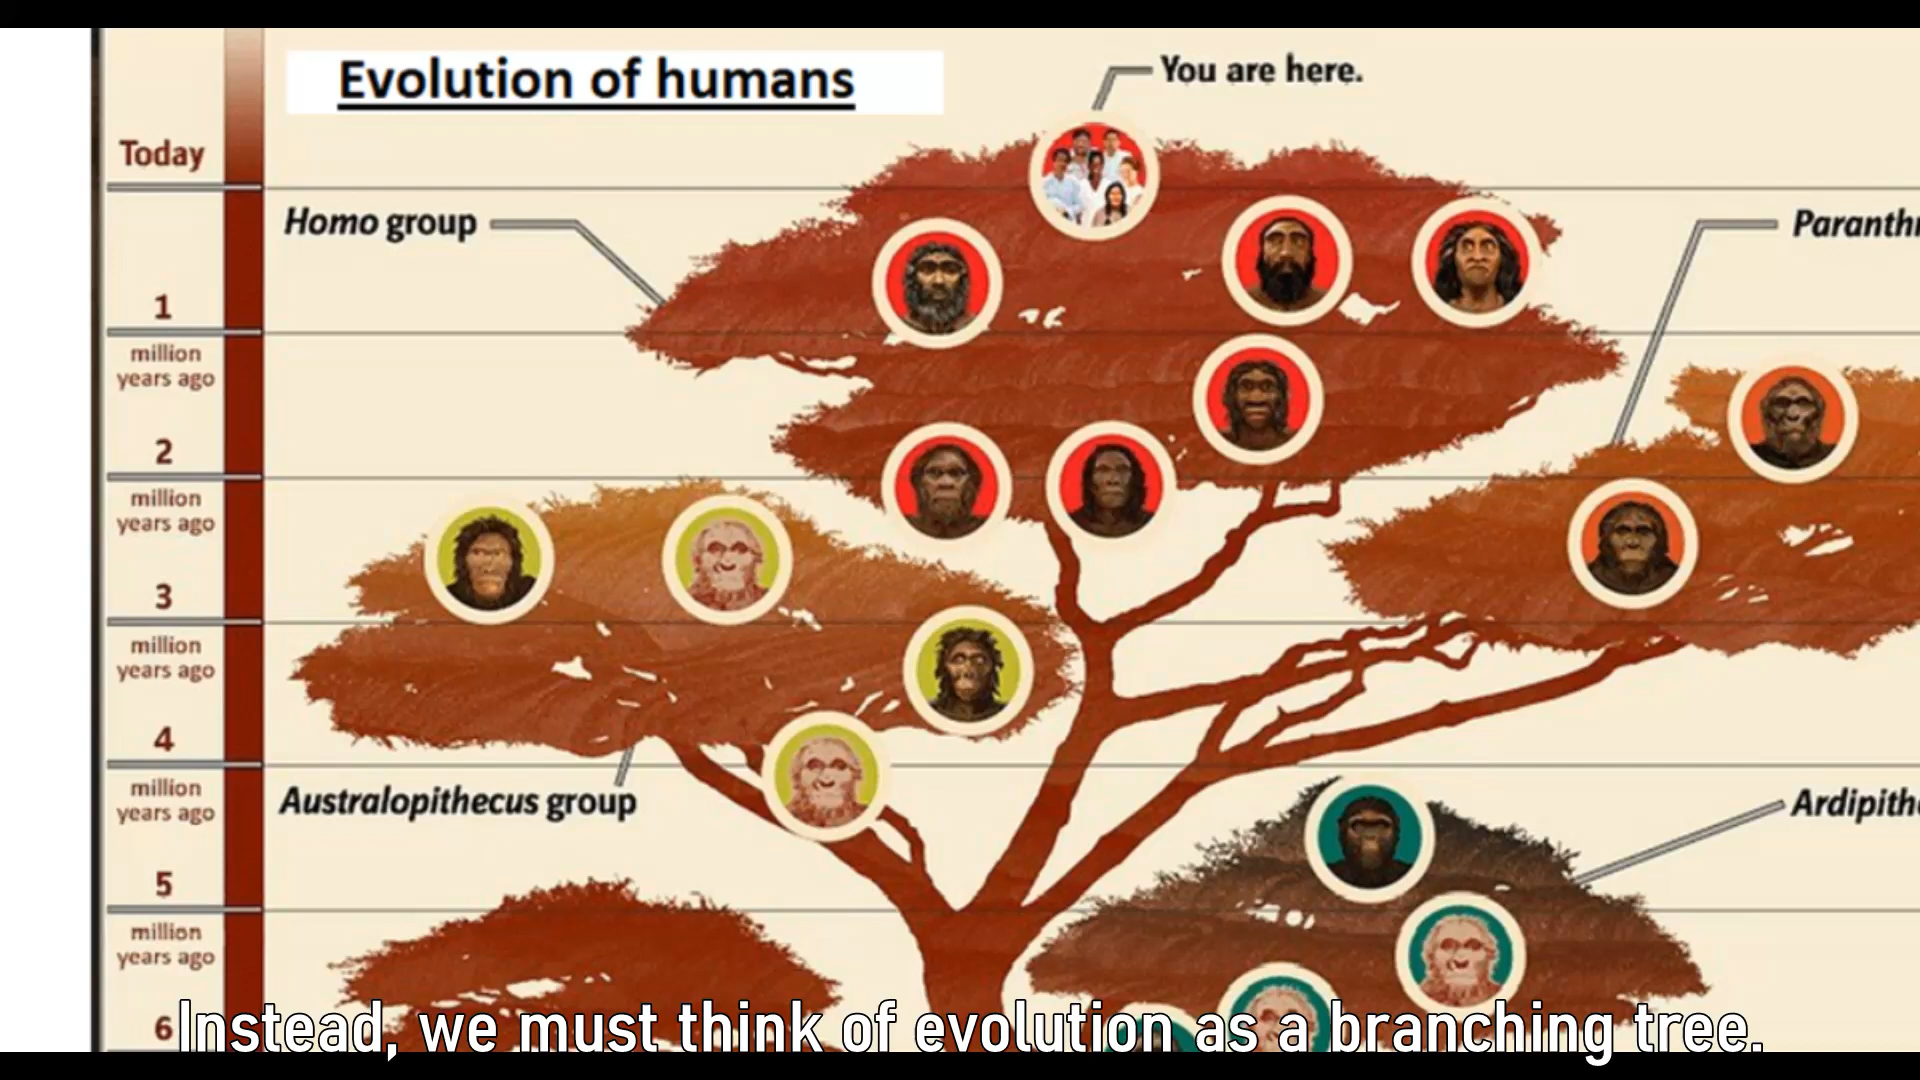 Evolution of humans
You are here.
Today
Homo group
1
million
years ago
2
million
years ago
3
million
years ago
4
million
years ago
Australopithecus group
5
million
years ago
6
Instead, we must think of evolution as a branching tree.